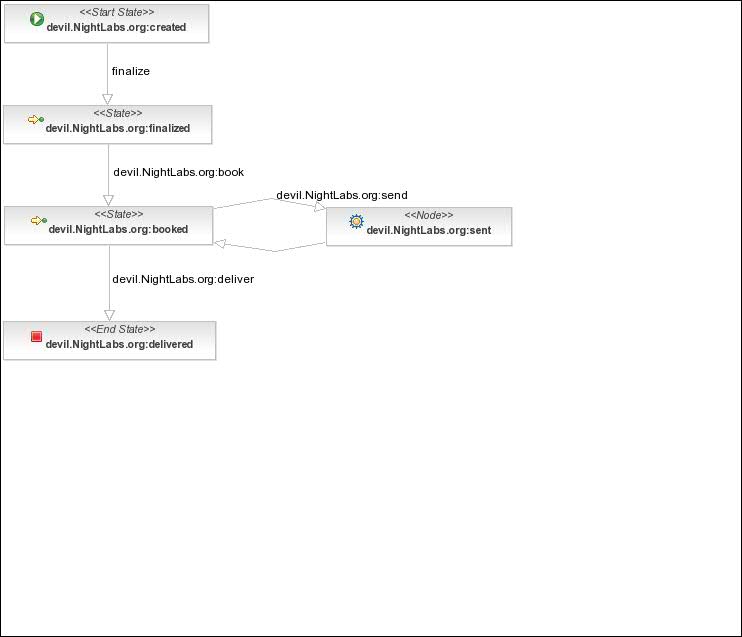 <<Start State>>
devil.NightLabs.org:created
finalize
<<State>>
devil.NightLabs.org:finalized
devil.NightLabs.org:book
devil.NightLabs.org:send
<<State>>
devil.NightLabs.org:booked
<<Node>>
devil.NightLabs.org:sent
devil.NightLabs.org:deliver
<<End State>>
devil.NightLabs.org:delivered